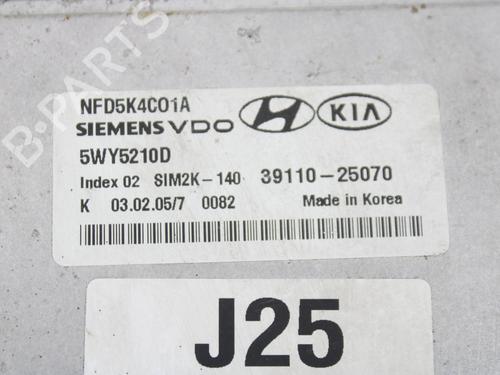 NFD5K4C01A
SIEMENS VDO KIA
5WY5210D
Index 02 SIM2K-140 39110-25070
K 03.02.05/7 0082 Made in Korea
J25
B-PARTS